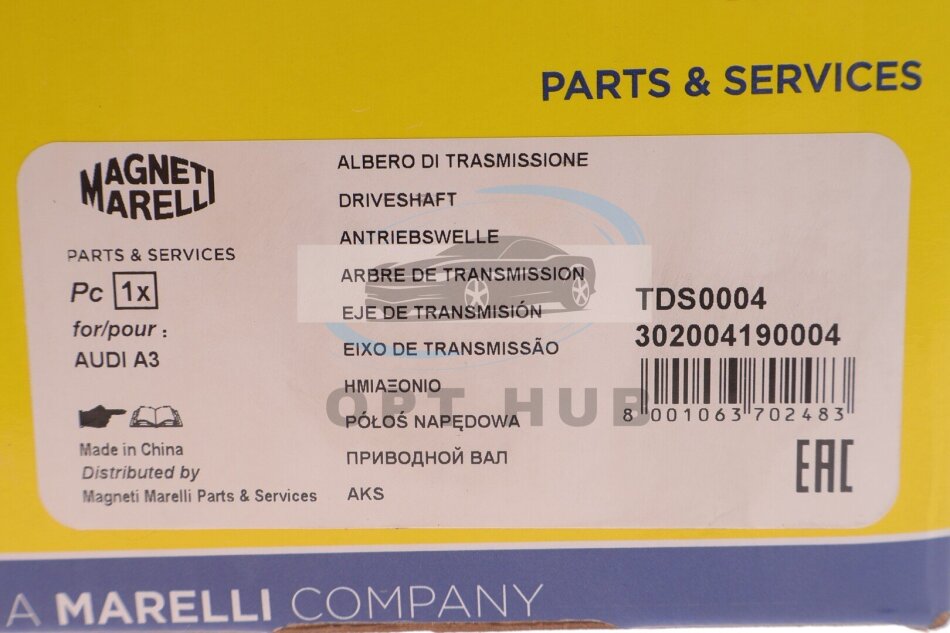 PARTS & SERVICES
MAGNETI
MARELLI
PARTS & SERVICES
Pc 1x
for/pour :
AUDI A3
Made in China
Distributed by
Magneti Marelli Parts & Services
ALBERO DI TRASMISSIONE
DRIVESHAFT
ANTRIEBSWELLE
ARBRE DE TRANSMISSION
EJE DE TRANSMISIÓN
EIXO DE TRANSMISSÃO
ΗΜΙΑΞΟΝΙΟ
PÓŁOŚ NAPĘDOWA
ПРИВОДНОЙ ВАЛ
AKS
OPT HUB
TDS0004
302004190004
8 001063 702483
EAC
A MARELLI COMPANY